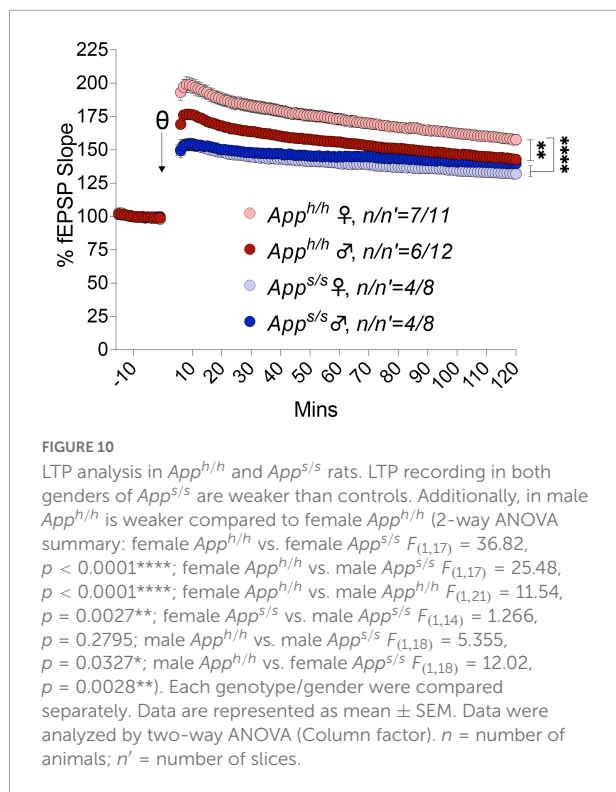 225
200
175
150
125
100
75
50
25
0
% fEPSP Slope
θ
**
****
App^h/h ♀, n/n'=7/11
App^h/h ♂, n/n'=6/12
App^s/s ♀, n/n'=4/8
App^s/s ♂, n/n'=4/8
-10
10
20
30
40
50
60
70
80
90
100
110
120
Mins
FIGURE 10
LTP analysis in App^h/h and App^s/s rats. LTP recording in both
genders of App^s/s are weaker than controls. Additionally, in male
App^h/h is weaker compared to female App^h/h (2-way ANOVA
summary: female App^h/h vs. female App^s/s F(1,17) = 36.82,
p < 0.0001****; female App^h/h vs. male App^s/s F(1,17) = 25.48,
p < 0.0001****; female App^h/h vs. male App^h/h F(1,21) = 11.54,
p = 0.0027**; female App^s/s vs. male App^s/s F(1,14) = 1.266,
p = 0.2795; male App^h/h vs. male App^s/s F(1,18) = 5.355,
p = 0.0327*; male App^h/h vs. female App^s/s F(1,18) = 12.02,
p = 0.0028**). Each genotype/gender were compared
separately. Data are represented as mean ± SEM. Data were
analyzed by two-way ANOVA (Column factor). n = number of
animals; n′ = number of slices.